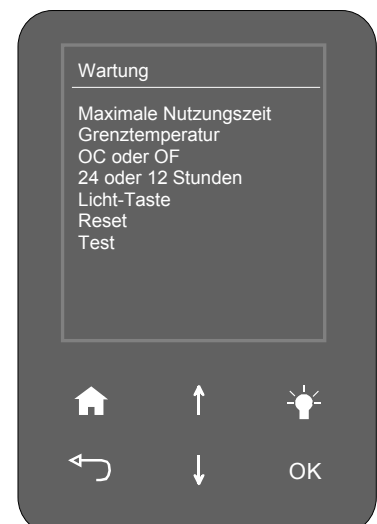 Wartung
Maximale Nutzungszeit
Grenztemperatur
OC oder OF
24 oder 12 Stunden
Licht-Taste
Reset
Test
OK